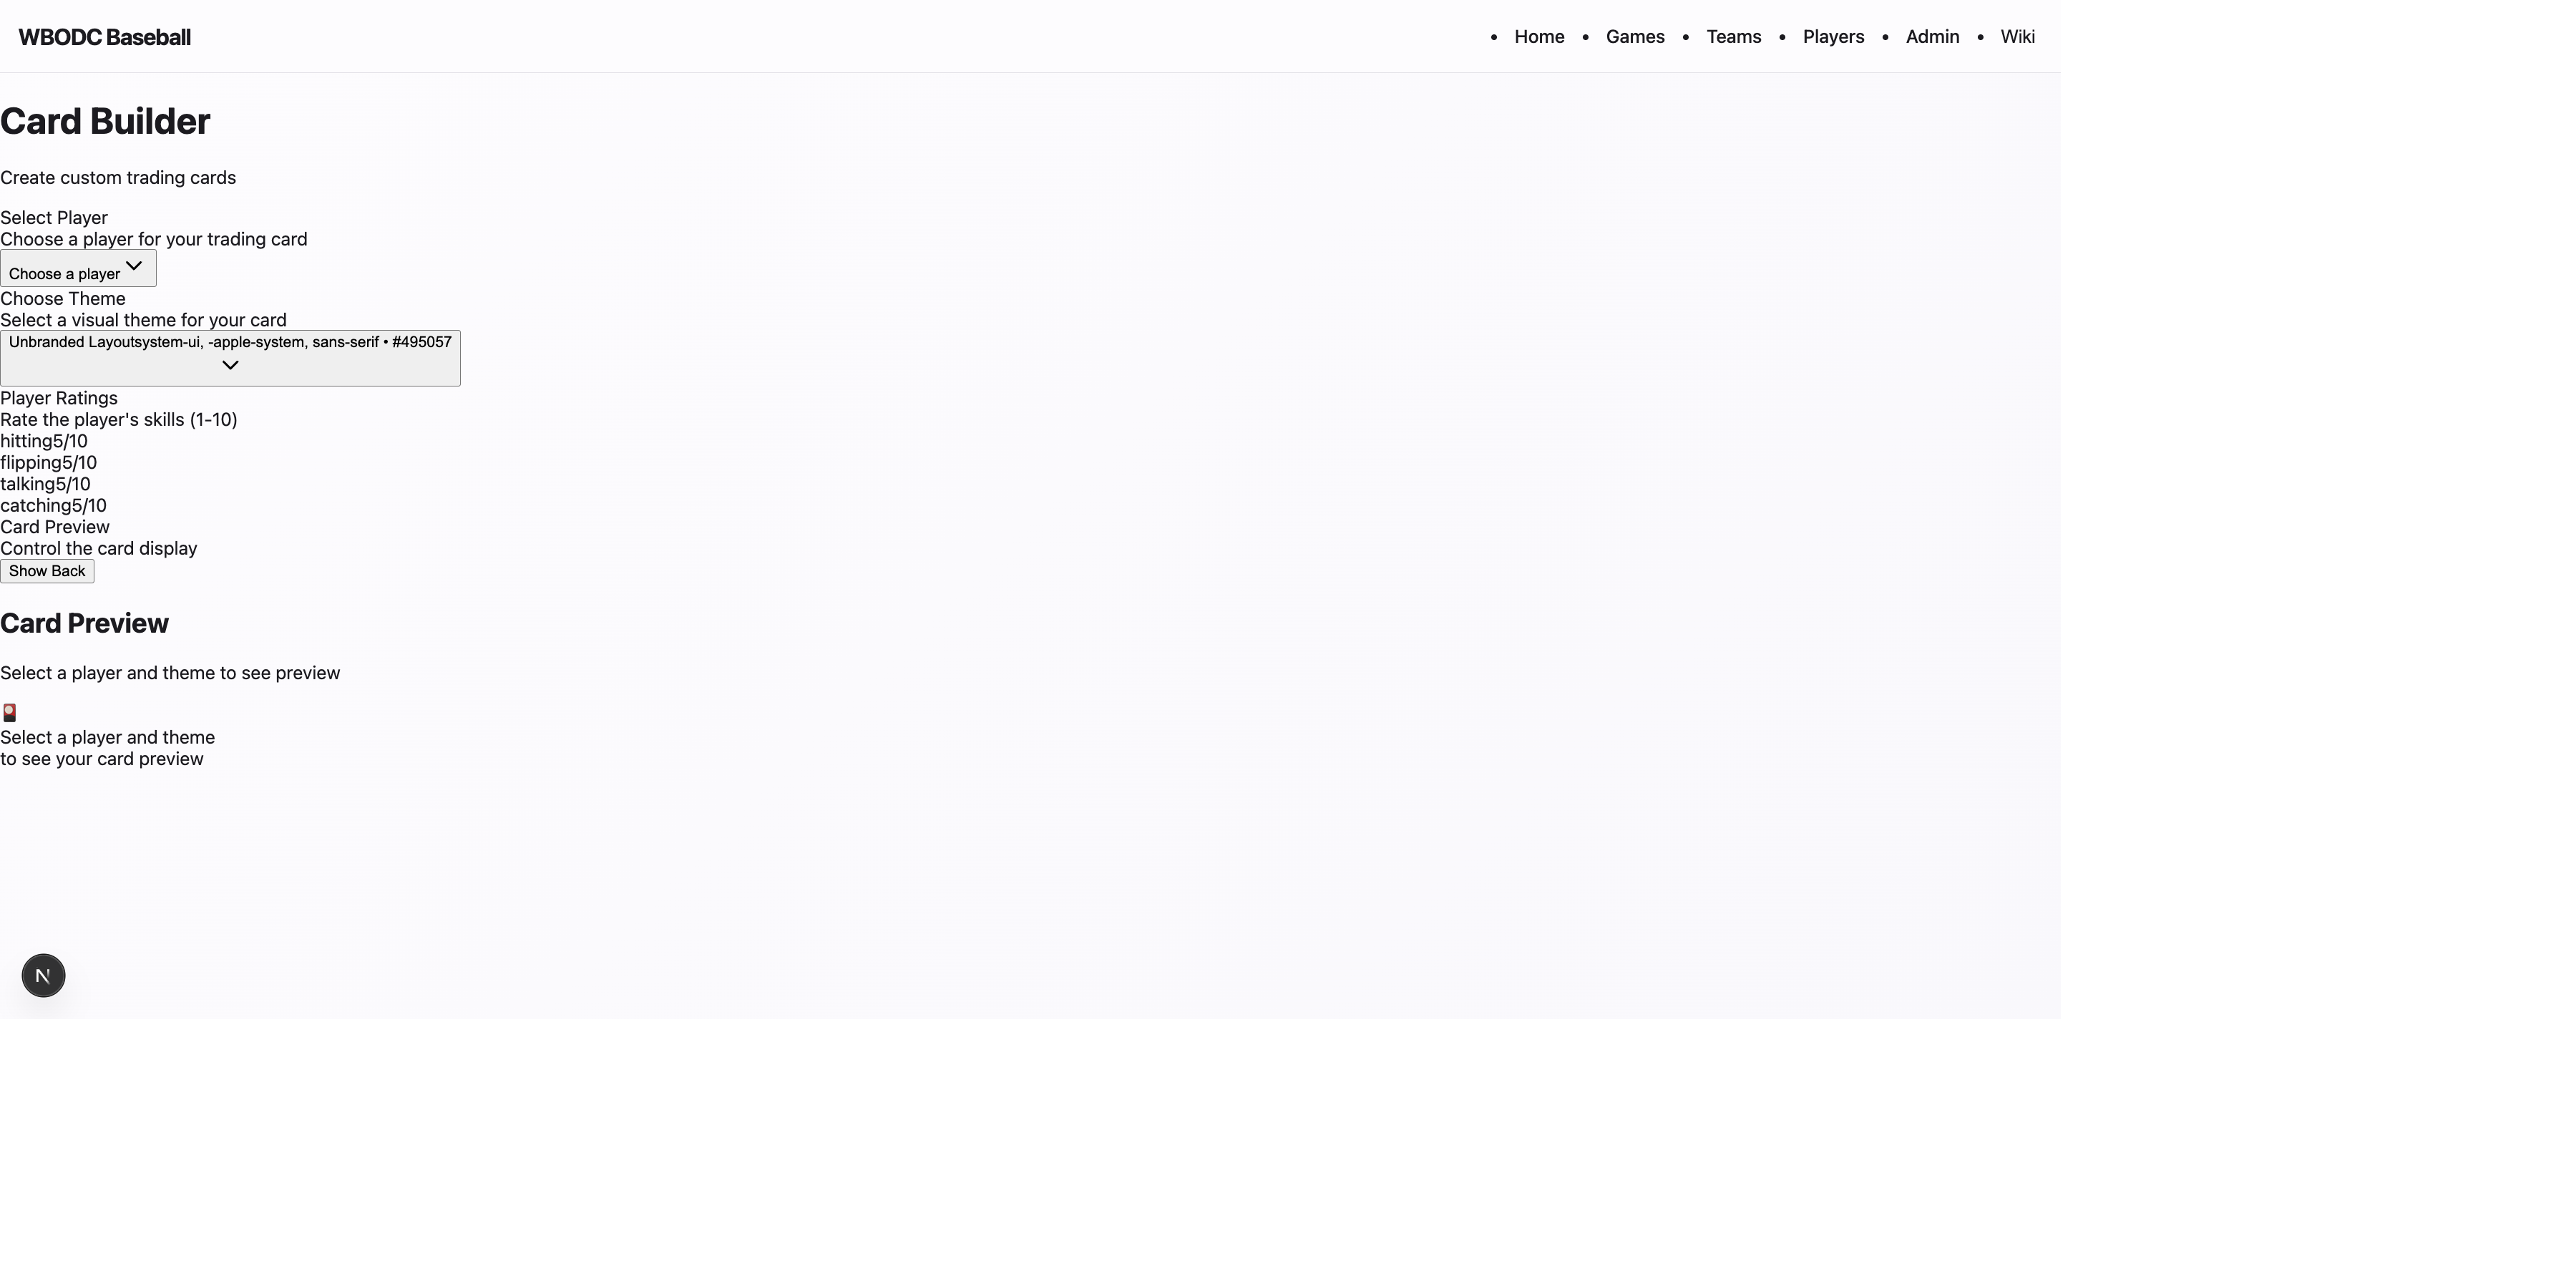 WBODC Baseball
• Home • Games • Teams • Players • Admin • Wiki
Card Builder
Create custom trading cards
Select Player
Choose a player for your trading card
Choose a player
Choose Theme
Select a visual theme for your card
Unbranded Layoutsystem-ui, -apple-system, sans-serif • #495057
Player Ratings
Rate the player's skills (1-10)
hitting5/10
flipping5/10
talking5/10
catching5/10
Card Preview
Control the card display
Show Back
Card Preview
Select a player and theme to see preview
Select a player and theme
to see your card preview
N